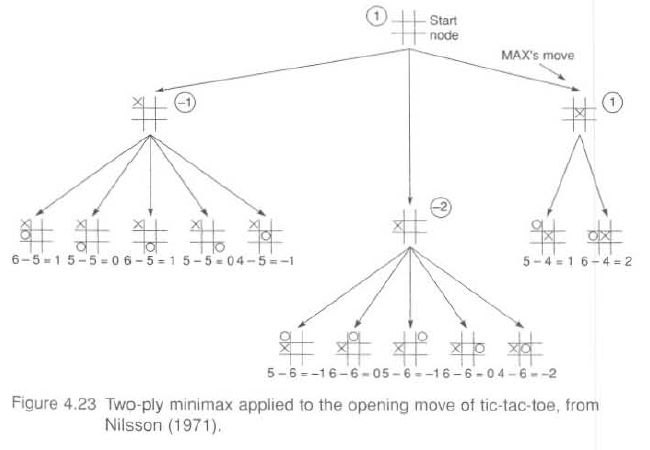 1
Start
node
MAX's move
-1
1
-2
6-5=1 5-5=0 6-5=1 5-5=0 4-5=-1
5-4=1 6-4=2
5-6=-1 6-6=0 5-6=-1 6-6=0 4-6=-2
Figure 4.23 Two-ply minimax applied to the opening move of tic-tac-toe, from
Nilsson (1971).